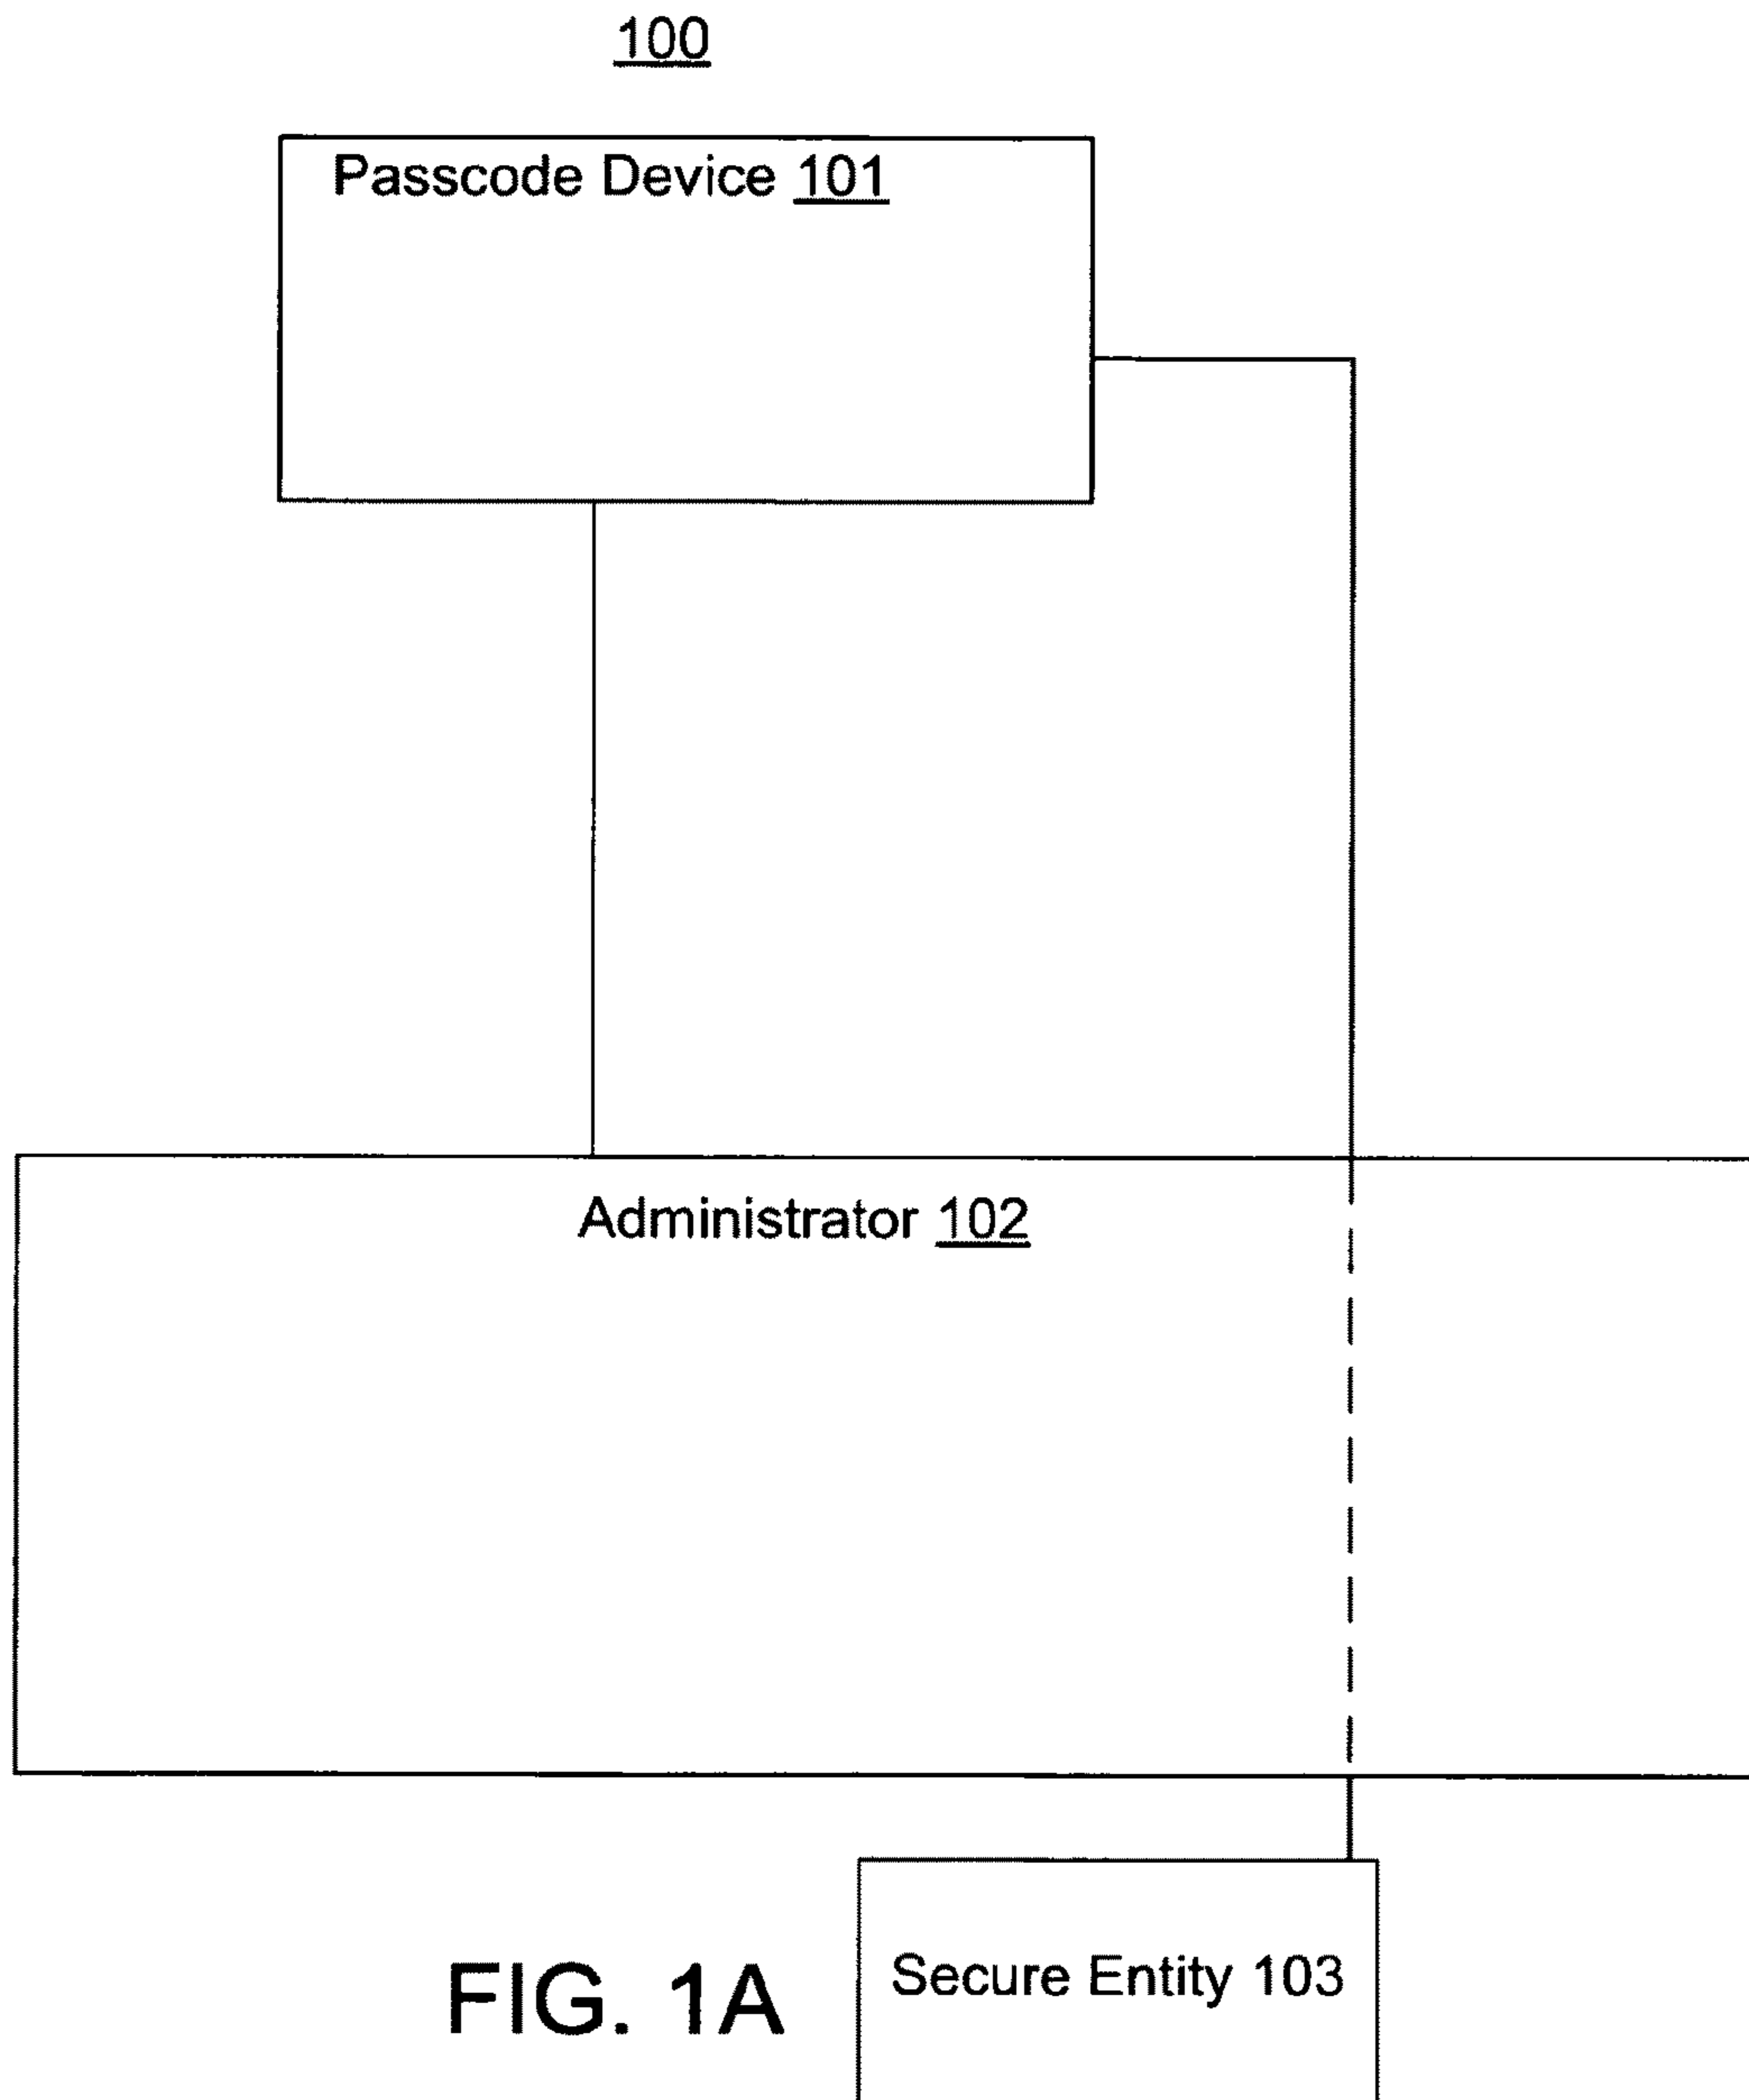 100
Passcode Device 101
Administrator 102
Secure Entity 103
FIG. 1A